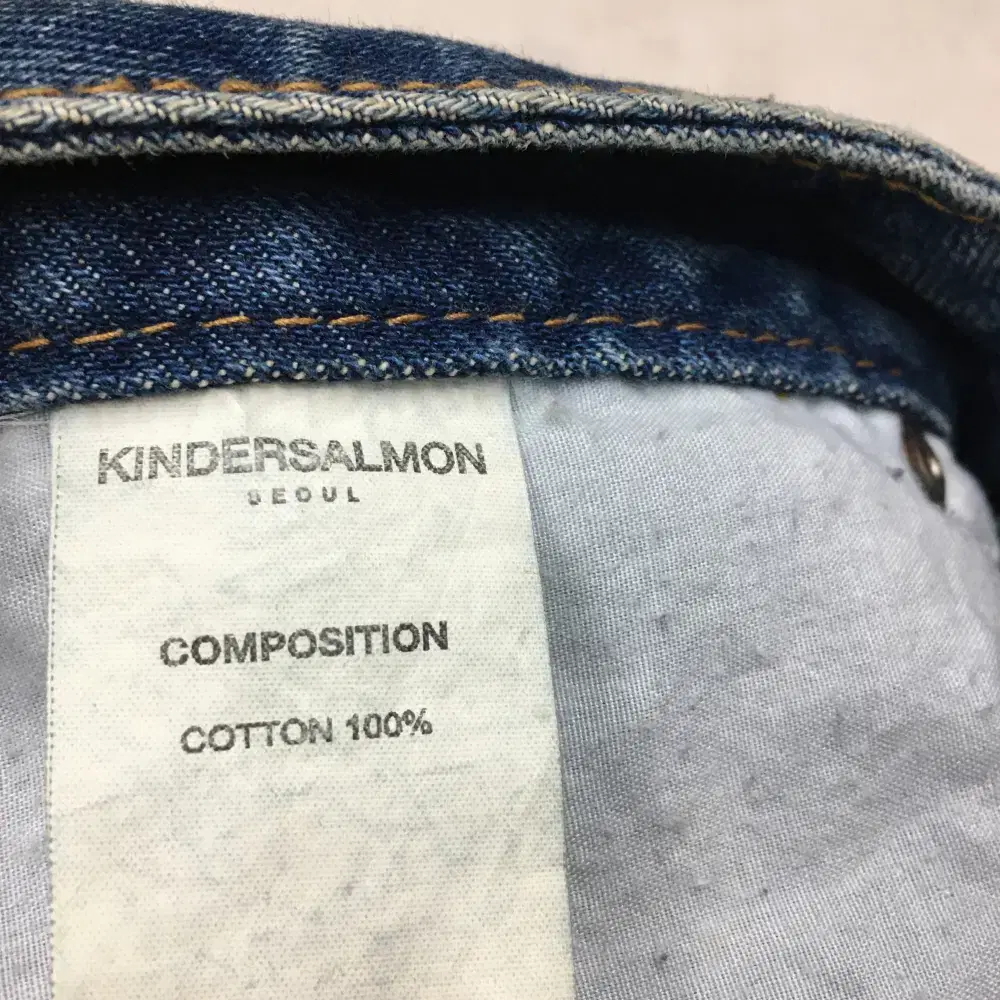 KINDERSALMON
SEOUL
COMPOSITION
COTTON 100%